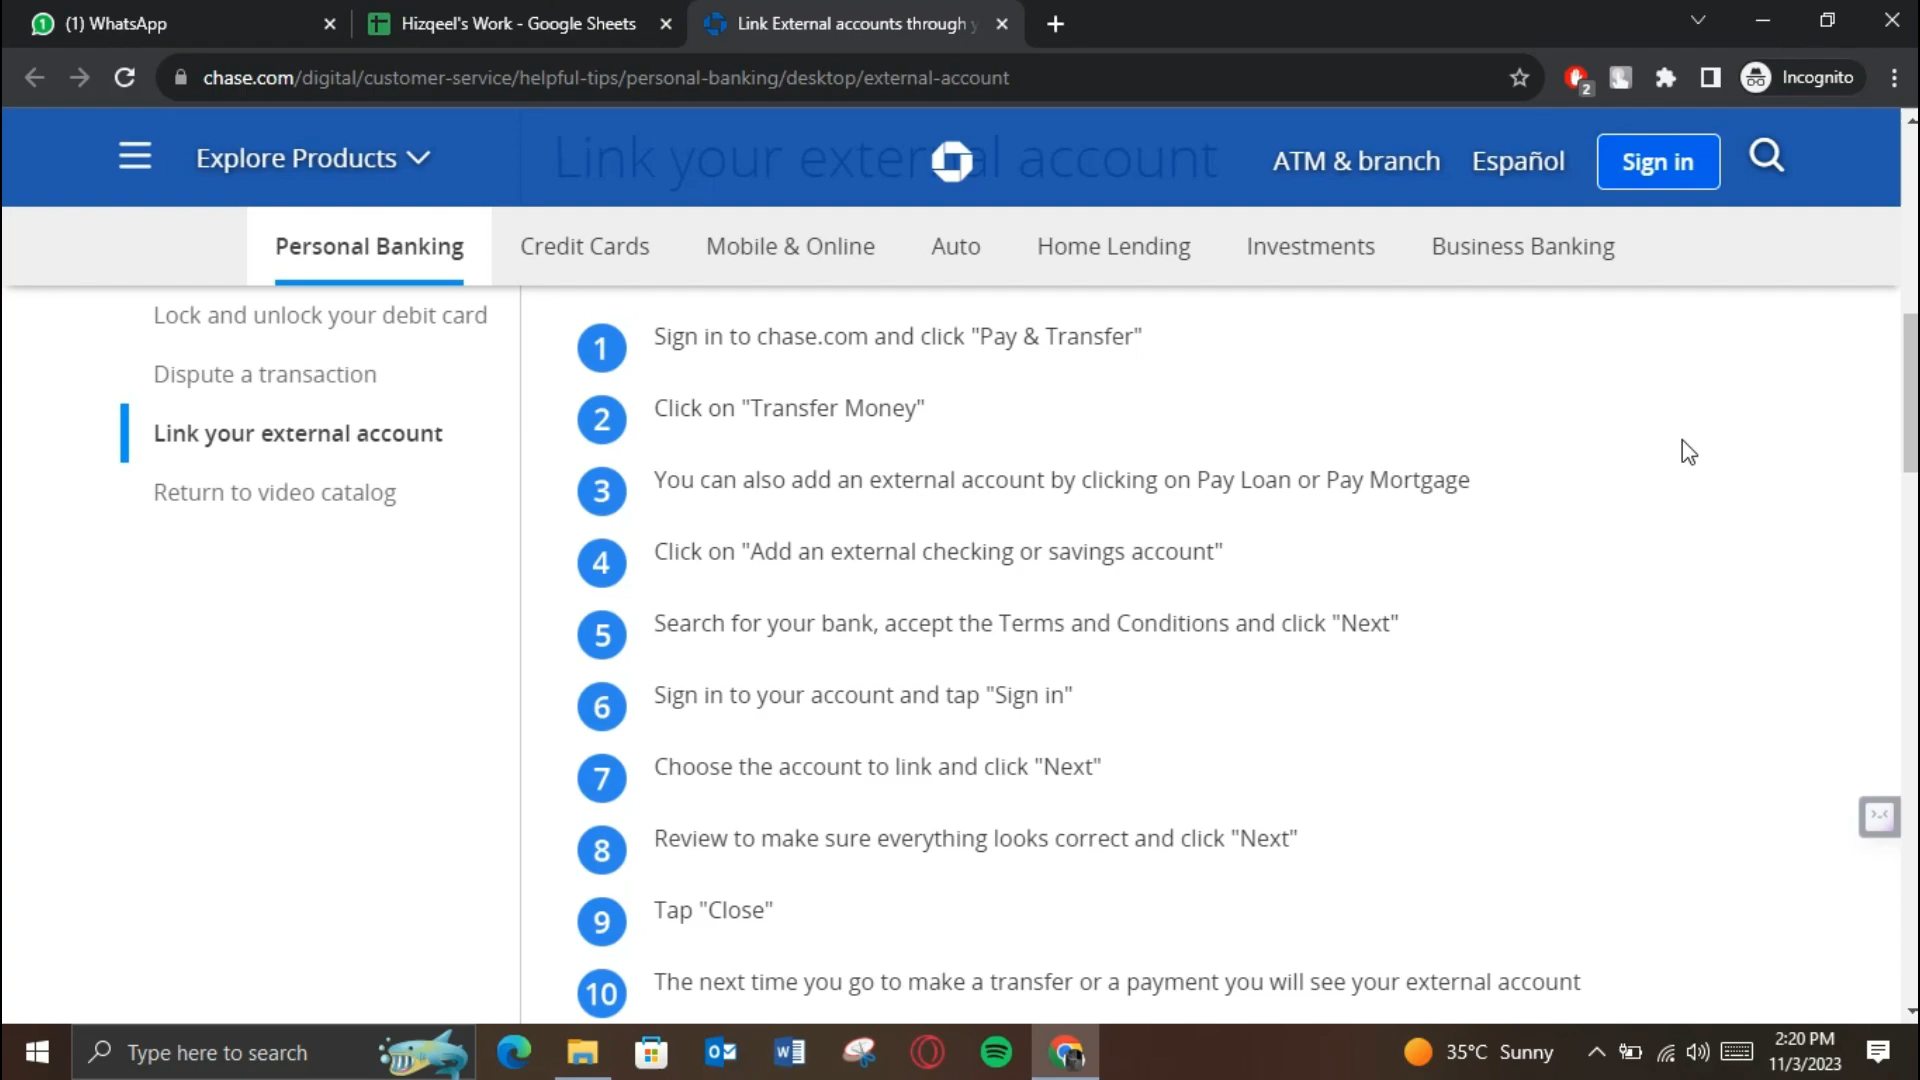 (1) WhatsApp
Hizqeel's Work - Google Sheets
Link External accounts through y
chase.com/digital/customer-service/helpful-tips/personal-banking/desktop/external-account
2
Incognito
Explore Products
Link your external account
ATM & branch
Español
Sign in
Personal Banking
Credit Cards
Mobile & Online
Auto
Home Lending
Investments
Business Banking
Lock and unlock your debit card
Dispute a transaction
Link your external account
Return to video catalog
1 Sign in to chase.com and click "Pay & Transfer"
2 Click on "Transfer Money"
3 You can also add an external account by clicking on Pay Loan or Pay Mortgage
4 Click on "Add an external checking or savings account"
5 Search for your bank, accept the Terms and Conditions and click "Next"
6 Sign in to your account and tap "Sign in"
7 Choose the account to link and click "Next"
8 Review to make sure everything looks correct and click "Next"
9 Tap "Close"
10 The next time you go to make a transfer or a payment you will see your external account
Type here to search
35°C Sunny
2:20 PM
11/3/2023